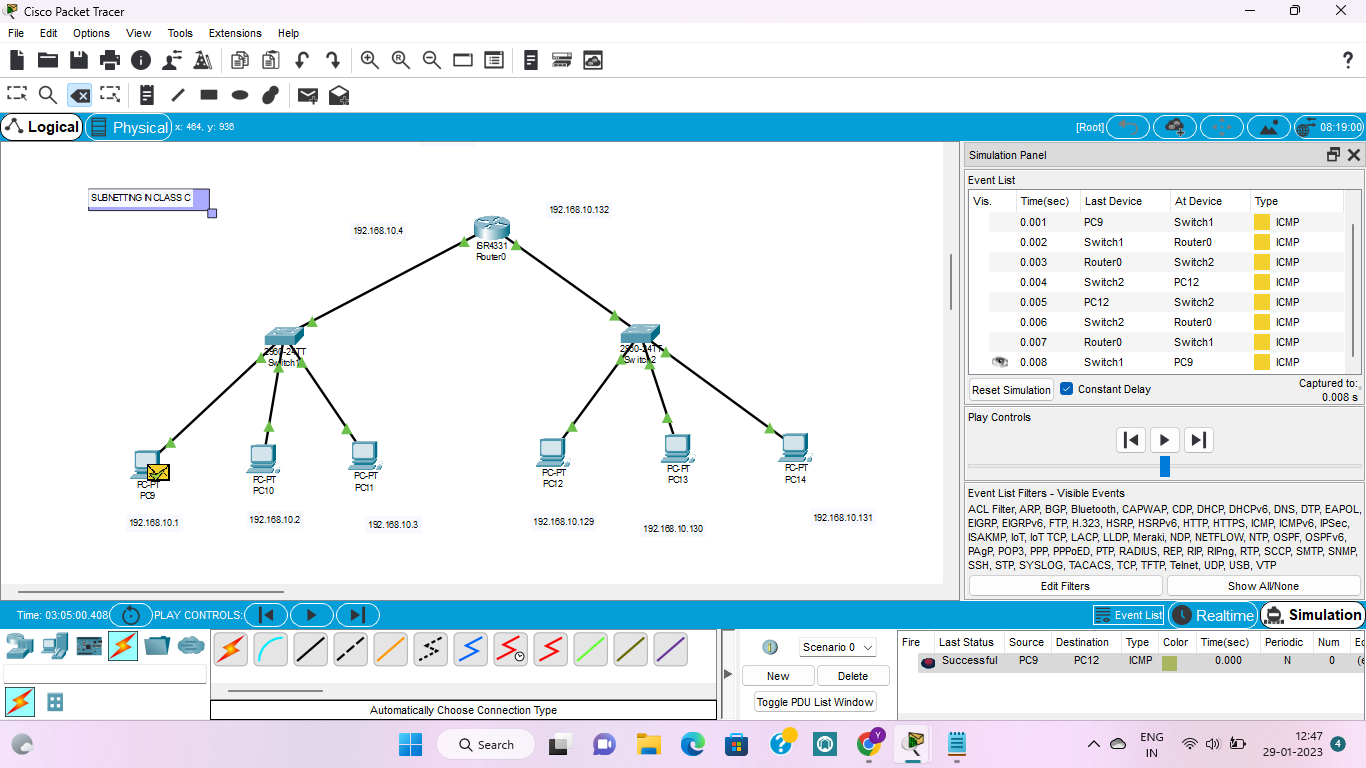 Cisco Packet Tracer
File Edit Options View Tools Extensions Help
Logical
Physical
x: 464, y: 936
[Root]
08:19:00
SUBNETTING IN CLASS C
192.168.10.4
192.168.10.132
ISR4331
Router0
2960-24TT
Switch1
2960-24TT
Switch2
PC-PT
PC9
PC-PT
PC10
PC-PT
PC11
PC-PT
PC12
PC-PT
PC13
PC-PT
PC14
192.168.10.1
192.168.10.2
192.168.10.3
192.168.10.129
192.168.10.130
192.168.10.131
Simulation Panel
Event List
Vis. Time(sec) Last Device At Device Type
0.001 PC9 Switch1 ICMP
0.002 Switch1 Router0 ICMP
0.003 Router0 Switch2 ICMP
0.004 Switch2 PC12 ICMP
0.005 PC12 Switch2 ICMP
0.006 Switch2 Router0 ICMP
0.007 Router0 Switch1 ICMP
0.008 Switch1 PC9 ICMP
Reset Simulation
Constant Delay
Captured to:
0.008 s
Play Controls
Event List Filters - Visible Events
ACL Filter, ARP, BGP, Bluetooth, CAPWAP, CDP, DHCP, DHCPv6, DNS, DTP, EAPOL,
EIGRP, EIGRPv6, FTP, H.323, HSRP, HSRPv6, HTTP, HTTPS, ICMP, ICMPv6, IPSec,
ISAKMP, IoT, IoT TCP, LACP, LLDP, Meraki, NDP, NETFLOW, NTP, OSPF, OSPFv6,
PAgP, POP3, PPP, PPPoED, PTP, RADIUS, REP, RIP, RIPng, RTP, SCCP, SMTP, SNMP,
SSH, STP, SYSLOG, TACACS, TCP, TFTP, Telnet, UDP, USB, VTP
Edit Filters
Show All/None
Time: 03:05:00.408
PLAY CONTROLS:
Event List
Realtime
Simulation
Automatically Choose Connection Type
Scenario 0
New
Delete
Toggle PDU List Window
Fire Last Status Source Destination Type Color Time(sec) Periodic Num
Successful PC9 PC12 ICMP 0.000 N 0 (e
Search
Y
ENG
IN
12:47
29-01-2023
4